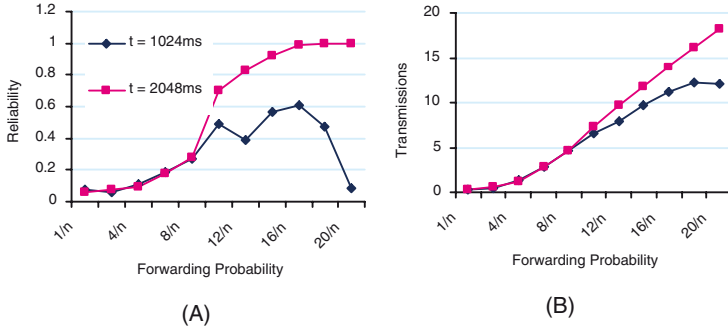 1.2
1
0.8
0.6
0.4
0.2
0
Reliability
t = 1024ms
t = 2048ms
1/n
4/n
8/n
12/n
16/n
20/n
Forwarding Probability
(A)
20
15
10
5
0
Transmissions
1/n
4/n
8/n
12/n
16/n
20/n
Forwarding Probability
(B)